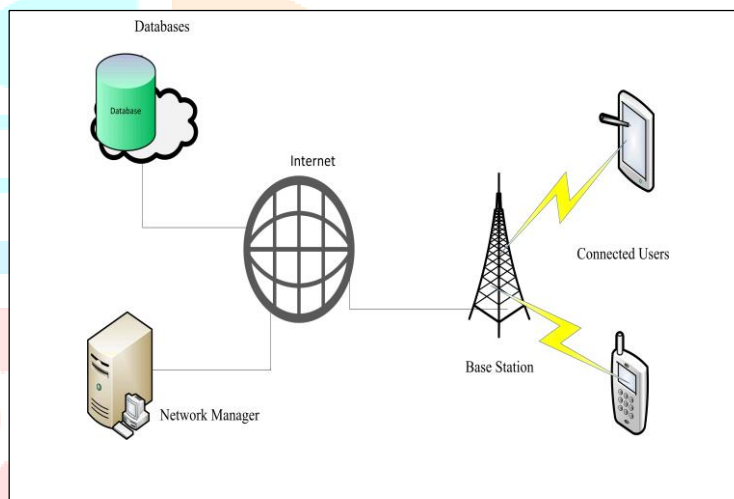 Databases
Database
Internet
Connected Users
Base Station
Network Manager